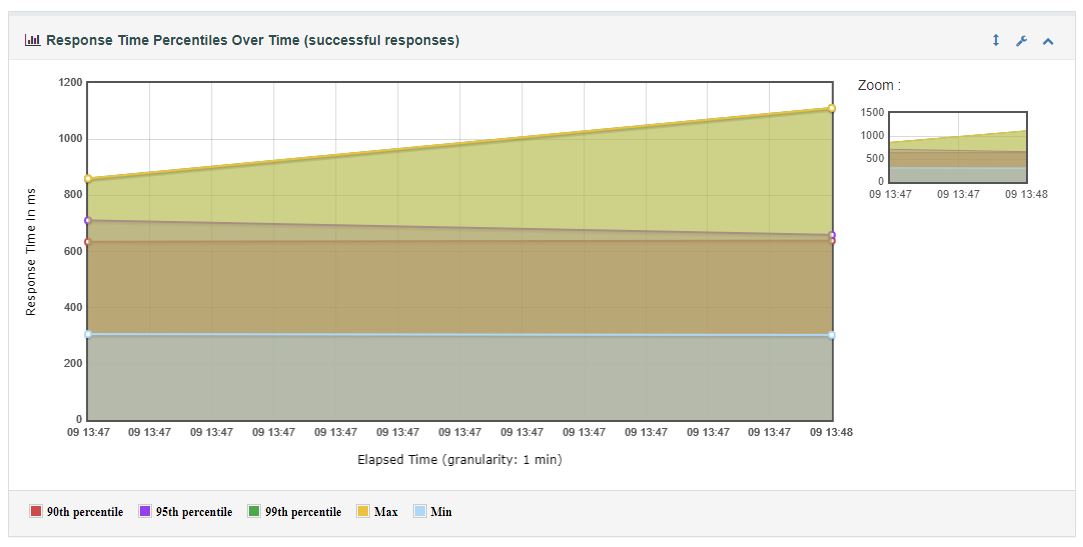 Response Time Percentiles Over Time (successful responses)
Zoom :
1200
1000
800
600
400
200
0
Response Time In ms
09 13:47 09 13:47 09 13:47 09 13:47 09 13:47 09 13:47 09 13:47 09 13:47 09 13:47 09 13:47 09 13:47 09 13:47 09 13:48
Elapsed Time (granularity: 1 min)
1500
1000
500
0
09 13:47 09 13:47 09 13:48
90th percentile 95th percentile 99th percentile Max Min